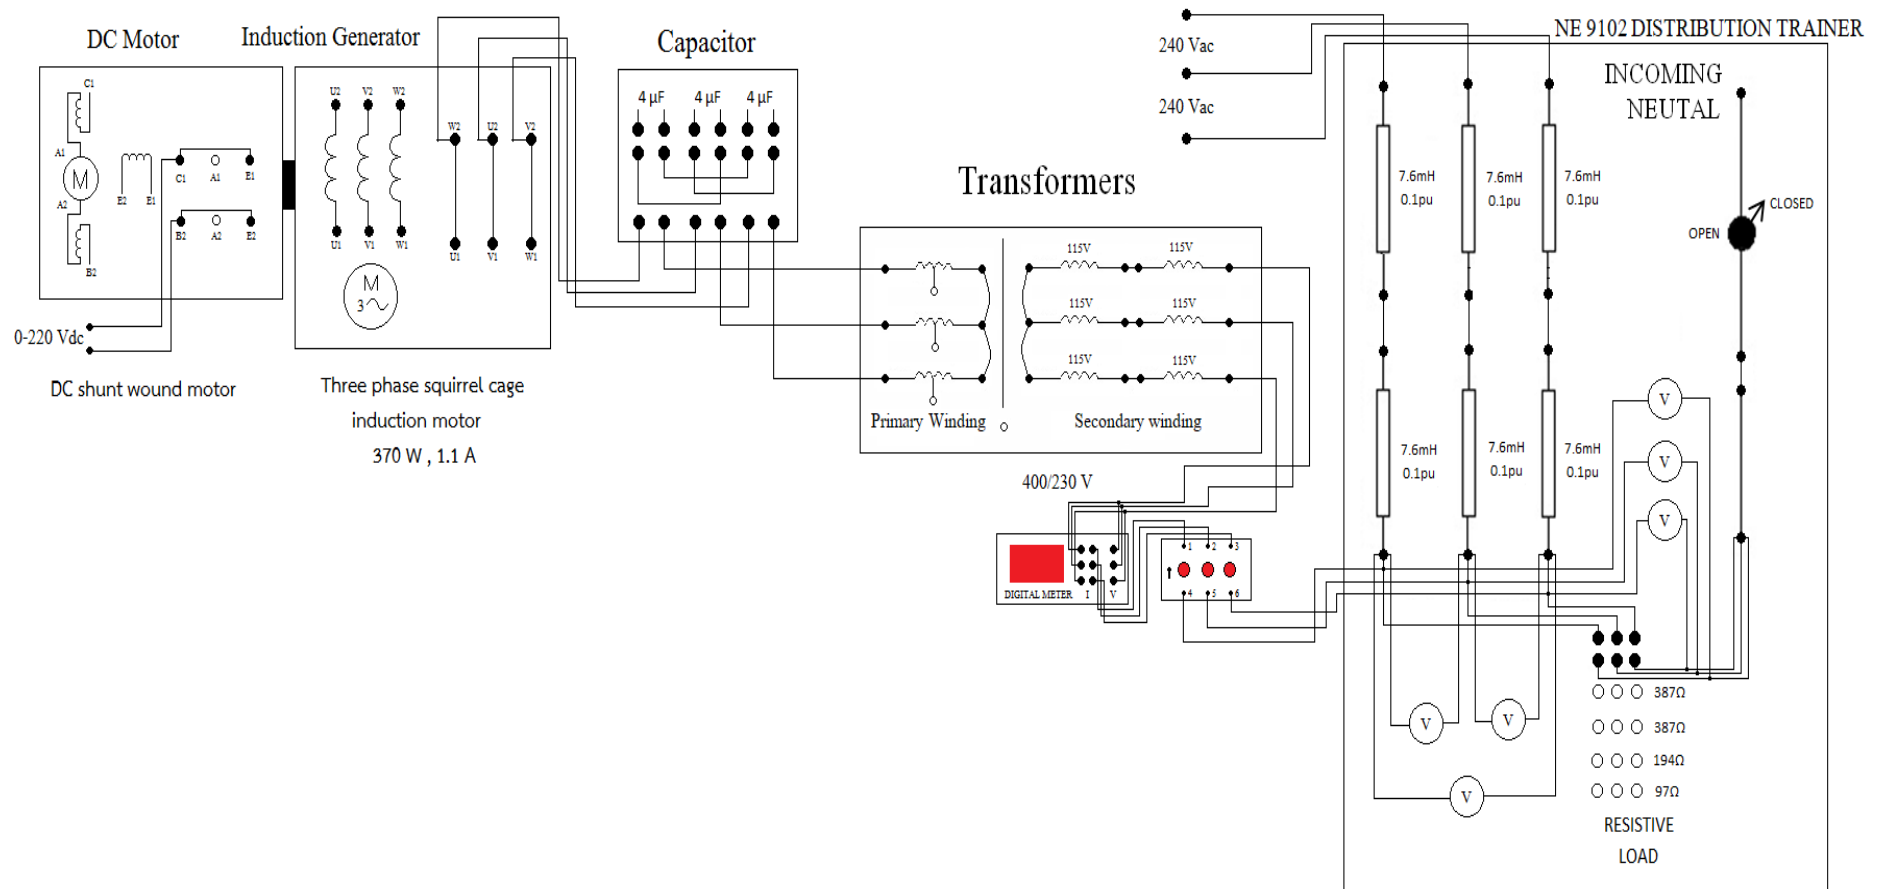 DC Motor
C1
A1
M
A2
B2
E2
E1
C1
A1
E1
B2
A2
E2
0-220 Vdc
DC shunt wound motor
Induction Generator
U2
V2
W2
U1
V1
W1
M
3
W2
U2
V2
U1
V1
W1
Three phase squirrel cage
induction motor
370 W , 1.1 A
Capacitor
4 µF
4 µF
4 µF
Transformers
115V
115V
115V
115V
115V
115V
Primary Winding
Secondary winding
400/230 V
DIGITAL METER
I
V
1
2
3
4
5
6
240 Vac
240 Vac
NE 9102 DISTRIBUTION TRAINER
INCOMING
NEUTAL
CLOSED
OPEN
7.6mH
0.1pu
7.6mH
0.1pu
7.6mH
0.1pu
7.6mH
0.1pu
7.6mH
0.1pu
7.6mH
0.1pu
V
V
V
V
V
V
387Ω
387Ω
194Ω
97Ω
RESISTIVE
LOAD